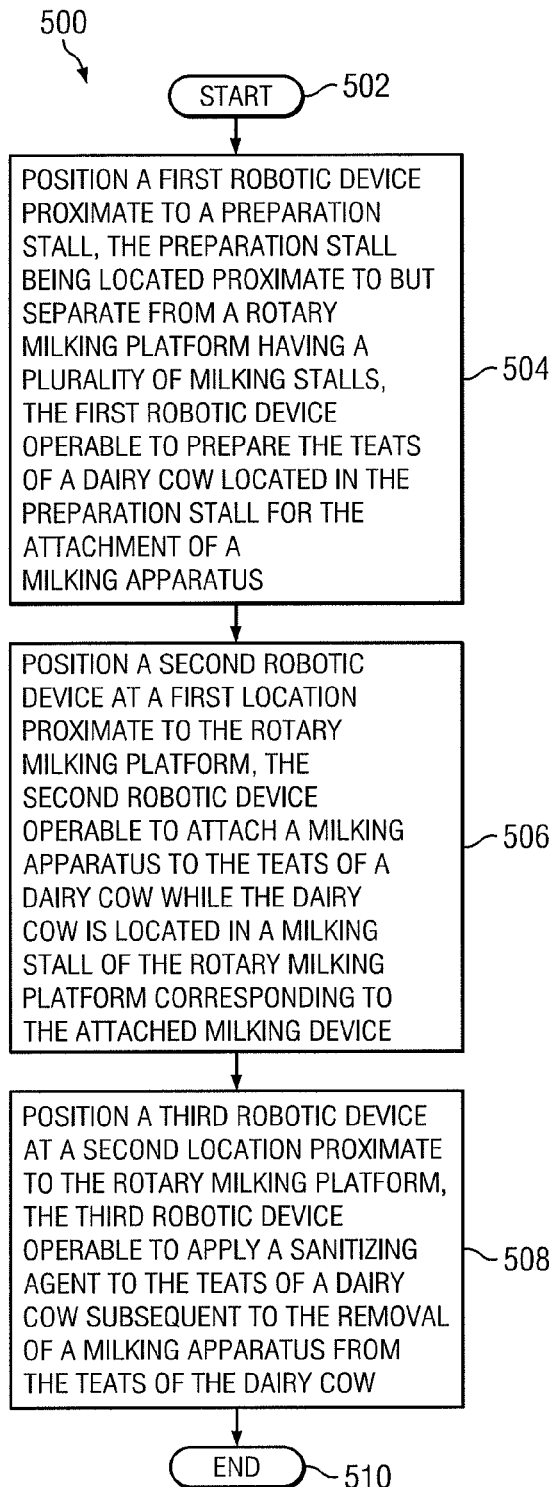 500
START
502
POSITION A FIRST ROBOTIC DEVICE
PROXIMATE TO A PREPARATION
STALL, THE PREPARATION STALL
BEING LOCATED PROXIMATE TO BUT
SEPARATE FROM A ROTARY
MILKING PLATFORM HAVING A
PLURALITY OF MILKING STALLS,
THE FIRST ROBOTIC DEVICE
OPERABLE TO PREPARE THE TEATS
OF A DAIRY COW LOCATED IN THE
PREPARATION STALL FOR THE
ATTACHMENT OF A
MILKING APPARATUS
504
POSITION A SECOND ROBOTIC
DEVICE AT A FIRST LOCATION
PROXIMATE TO THE ROTARY
MILKING PLATFORM, THE
SECOND ROBOTIC DEVICE
OPERABLE TO ATTACH A MILKING
APPARATUS TO THE TEATS OF A
DAIRY COW WHILE THE DAIRY
COW IS LOCATED IN A MILKING
STALL OF THE ROTARY MILKING
PLATFORM CORRESPONDING TO
THE ATTACHED MILKING DEVICE
506
POSITION A THIRD ROBOTIC DEVICE
AT A SECOND LOCATION PROXIMATE
TO THE ROTARY MILKING PLATFORM,
THE THIRD ROBOTIC DEVICE
OPERABLE TO APPLY A SANITIZING
AGENT TO THE TEATS OF A DAIRY
COW SUBSEQUENT TO THE REMOVAL
OF A MILKING APPARATUS FROM
THE TEATS OF THE DAIRY COW
508
END
510